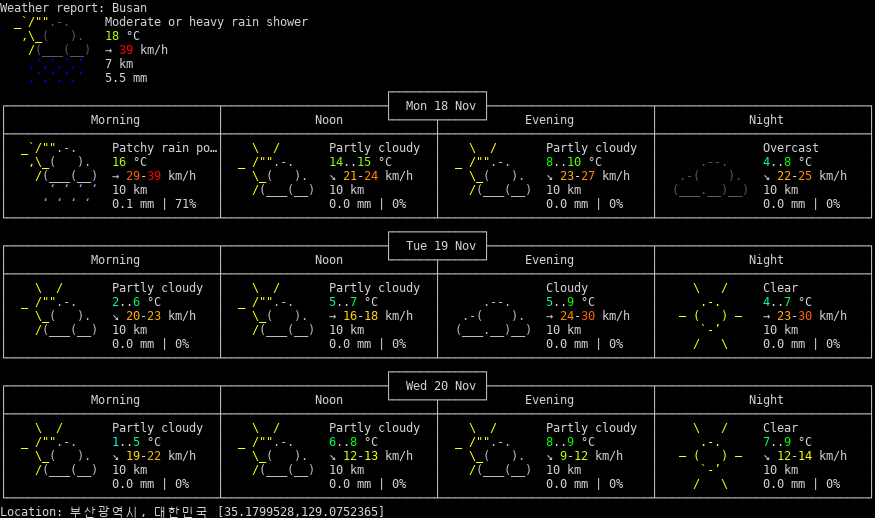 Weather report: Busan
Moderate or heavy rain shower
18 °C
→ 39 km/h
7 km
5.5 mm
Mon 18 Nov
Morning Noon Evening Night
Patchy rain po… Partly cloudy Partly cloudy Overcast
16 °C 14..15 °C 8..10 °C 4..8 °C
→ 29-39 km/h ↘ 21-24 km/h ↘ 23-27 km/h ↘ 22-25 km/h
10 km 10 km 10 km 10 km
0.1 mm | 71% 0.0 mm | 0% 0.0 mm | 0% 0.0 mm | 0%
Tue 19 Nov
Morning Noon Evening Night
Partly cloudy Partly cloudy Cloudy Clear
2..6 °C 5..7 °C 5..9 °C 4..7 °C
↘ 20-23 km/h → 16-18 km/h → 24-30 km/h → 23-30 km/h
10 km 10 km 10 km 10 km
0.0 mm | 0% 0.0 mm | 0% 0.0 mm | 0% 0.0 mm | 0%
Wed 20 Nov
Morning Noon Evening Night
Partly cloudy Partly cloudy Partly cloudy Clear
1..5 °C 6..8 °C 8..9 °C 7..9 °C
↘ 19-22 km/h ↘ 12-13 km/h ↘ 9-12 km/h ↘ 12-14 km/h
10 km 10 km 10 km 10 km
0.0 mm | 0% 0.0 mm | 0% 0.0 mm | 0% 0.0 mm | 0%
Location: 부산광역시, 대한민국 [35.1799528,129.0752365]